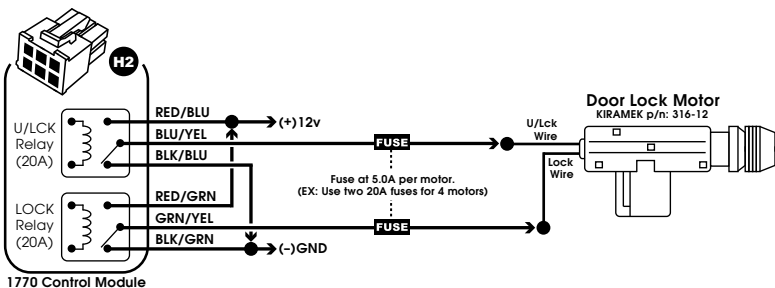 H2
U/LCK
Relay
(20A)
RED/BLU
(+)12v
BLU/YEL
FUSE
BLK/BLU
LOCK
Relay
(20A)
RED/GRN
GRN/YEL
FUSE
BLK/GRN
(–)GND
1770 Control Module
Fuse at 5.0A per motor.
(EX: Use two 20A fuses for 4 motors)
U/Lck
Wire
Lock
Wire
Door Lock Motor
KIRAMEK p/n: 316-12